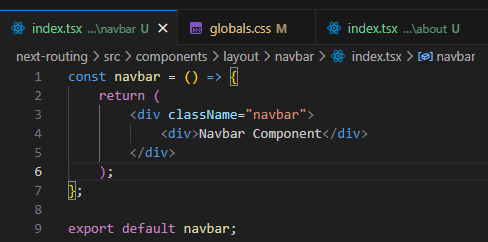 index.tsx ...\navbar U
globals.css M
index.tsx ...\about U
next-routing > src > components > layout > navbar > index.tsx > navbar
1 const navbar = () => {
2 return (
3 <div className="navbar">
4 <div>Navbar Component</div>
5 </div>
6 );
7 };
8
9 export default navbar;